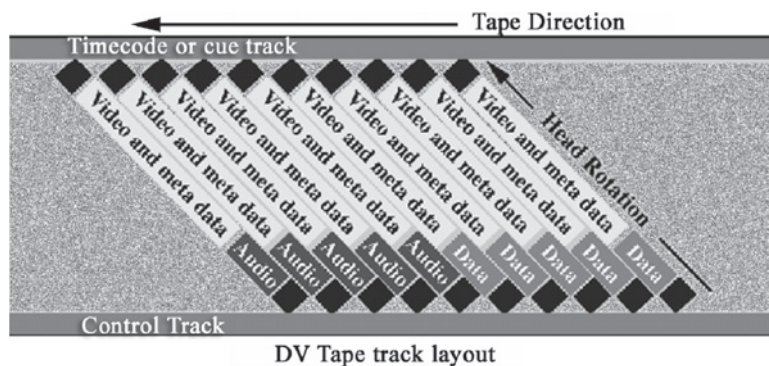 Tape Direction
Timecode or cue track
Video and meta data
Video and meta data
Video and meta data
Video and meta data
Video and meta data
Video and meta data
Video and meta data
Video and meta data
Video and meta data
Video and meta data
Head Rotation
Audio
Audio
Audio
Audio
Audio
Data
Data
Data
Data
Data
Control Track
DV Tape track layout